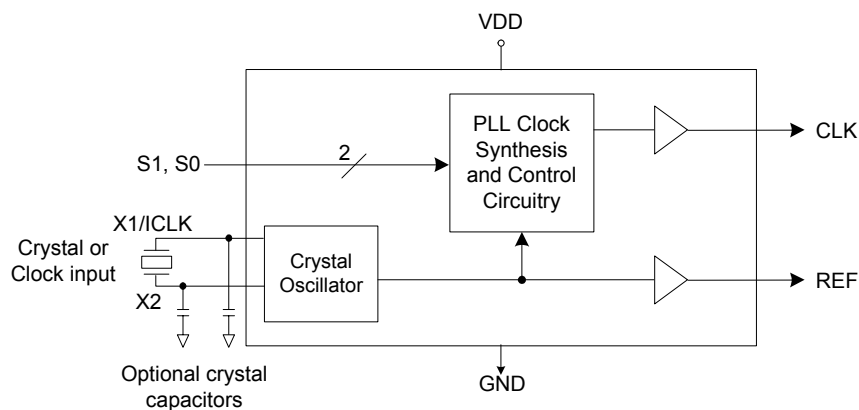 VDD
PLL Clock
Synthesis
and Control
Circuitry
CLK
S1, S0
2
X1/ICLK
Crystal or
Clock input
X2
Crystal
Oscillator
REF
Optional crystal
capacitors
GND